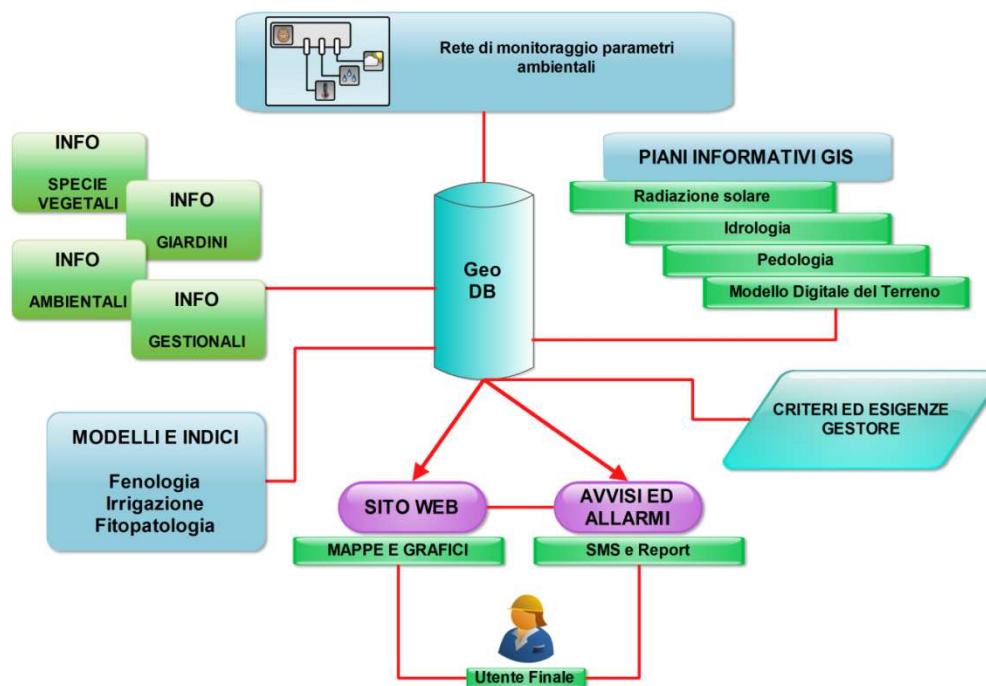 Rete di monitoraggio parametri
ambientali
INFO
SPECIE
VEGETALI
INFO
GIARDINI
INFO
AMBIENTALI
INFO
GESTIONALI
PIANI INFORMATIVI GIS
Radiazione solare
Idrologia
Pedologia
Modello Digitale del Terreno
Geo
DB
MODELLI E INDICI
Fenologia
Irrigazione
Fitopatologia
CRITERI ED ESIGENZE
GESTORE
SITO WEB
MAPPE E GRAFICI
AVVISI ED
ALLARMI
SMS e Report
Utente Finale